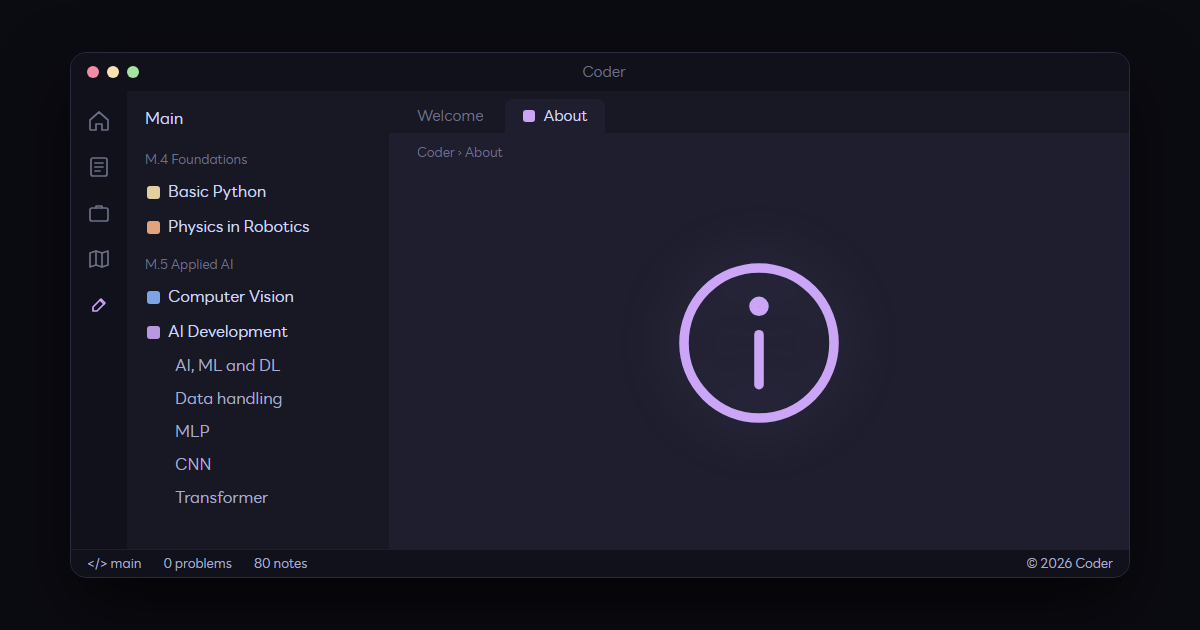 Coder
Main
M.4 Foundations
Basic Python
Physics in Robotics
M.5 Applied AI
Computer Vision
AI Development
AI, ML and DL
Data handling
MLP
CNN
Transformer
Welcome
About
Coder › About
</> main
0 problems
80 notes
© 2026 Coder